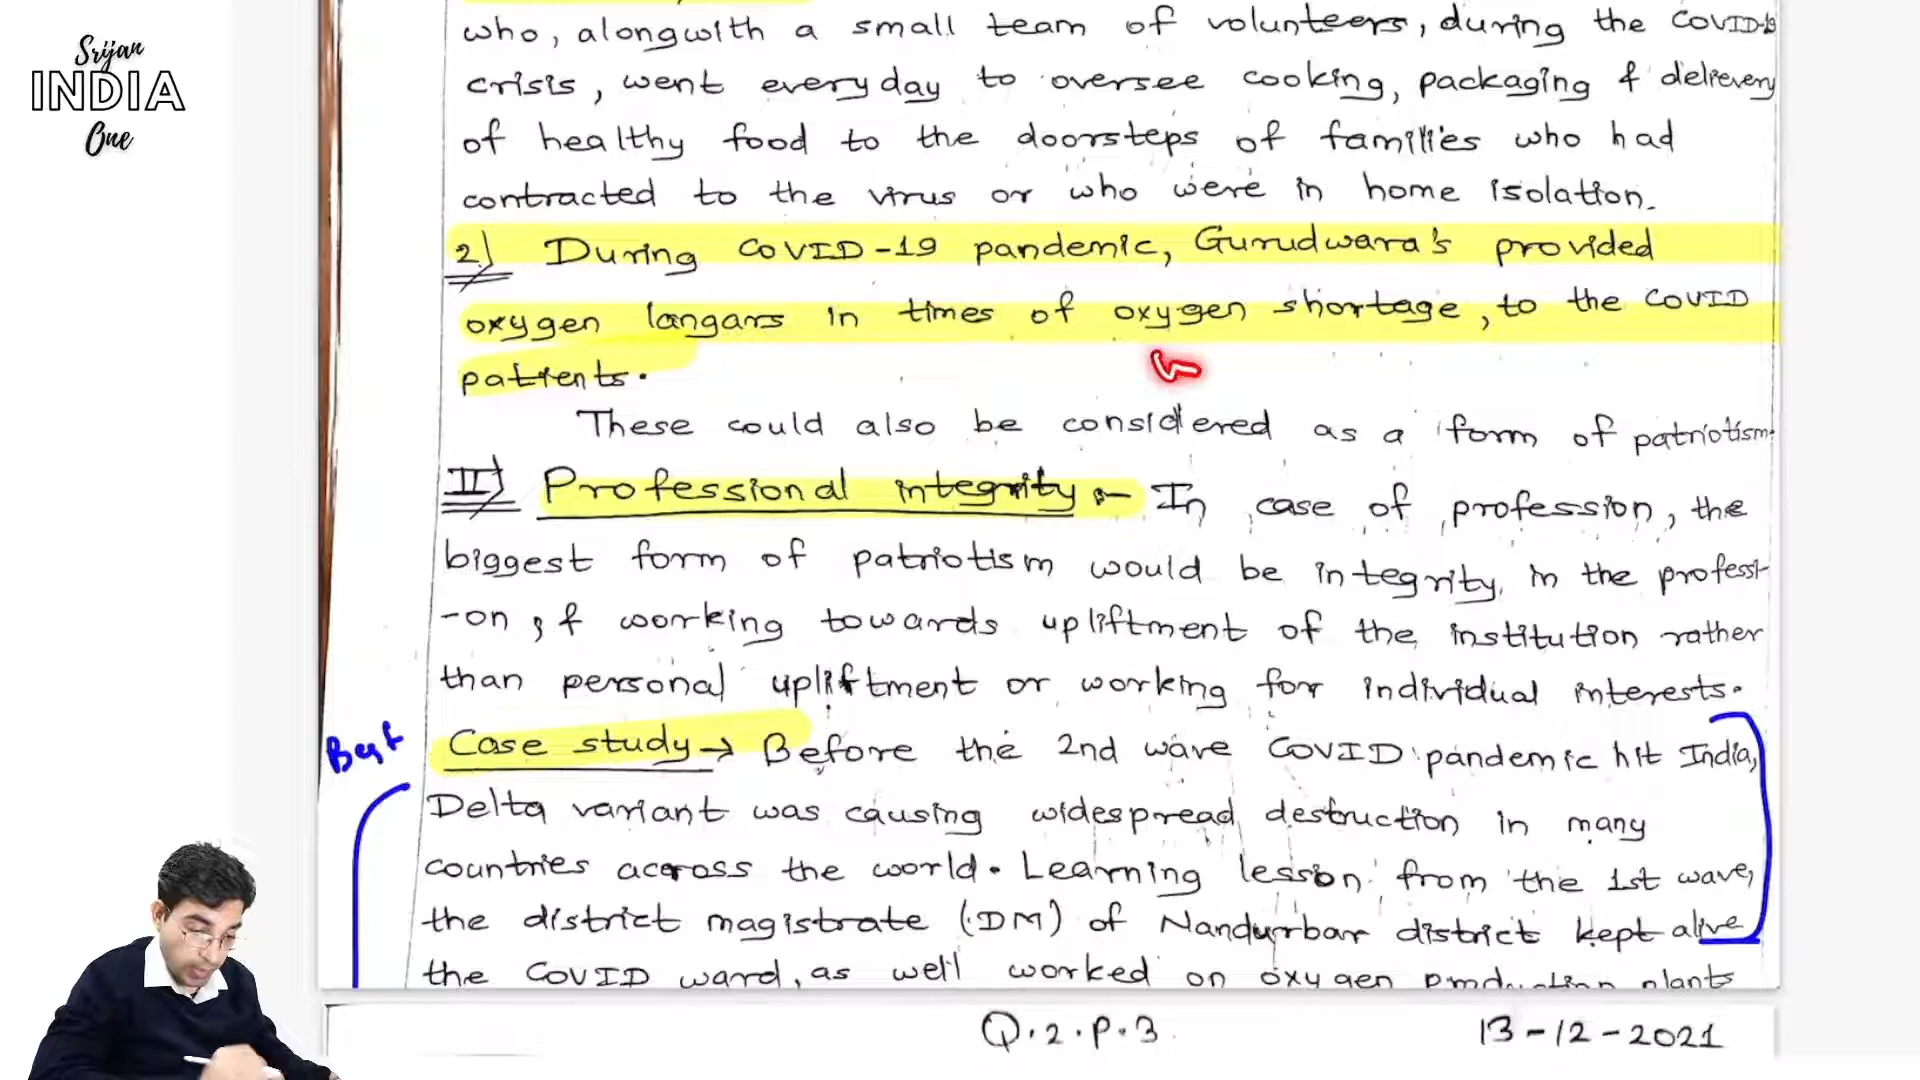 Srijan
INDIA
One
who, alongwith a small team of volunteers, during the COVID-19
crisis, went everyday to oversee cooking, packaging & delievery
of healthy food to the doorsteps of families who had
contracted to the virus or who were in home isolation.
2) During COVID-19 pandemic, Gurudwara's provided
oxygen langars in times of oxygen shortage, to the COVID
patients.
These could also be considered as a form of patriotism.
II) Professional integrity :- In case of profession, the
biggest form of patriotism would be integrity in the professi-
-on, & working towards upliftment of the institution rather
than personal upliftment or working for individual interests.
Best
Case study → Before the 2nd wave COVID pandemic hit India,
Delta variant was causing widespread destruction in many
countries across the world. Learning lesson from the 1st wave,
the district magistrate (DM) of Nandurbar district kept alive
the COVID ward, as well worked on oxygen production plants
Q.2.P.3
13-12-2021